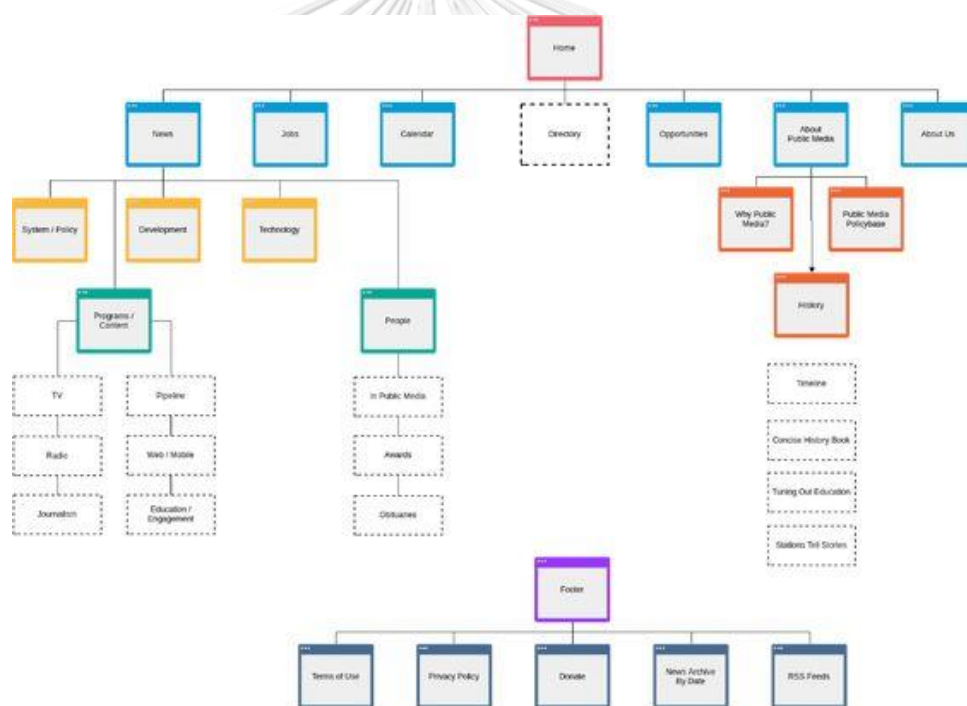 Home
News
Jobs
Calendar
Directory
Opportunities
About
Public Media
About Us
System / Policy
Development
Technology
Why Public
Media?
Public Media
Policybase
Programs /
Content
People
History
TV
Pipeline
In Public Media
Timeline
Radio
Web / Mobile
Awards
Concise History Book
Journalism
Education /
Engagement
Obituaries
Tuning Out Education
Stations Tell Stories
Footer
Terms of Use
Privacy Policy
Donate
News Archive
By Date
RSS Feeds